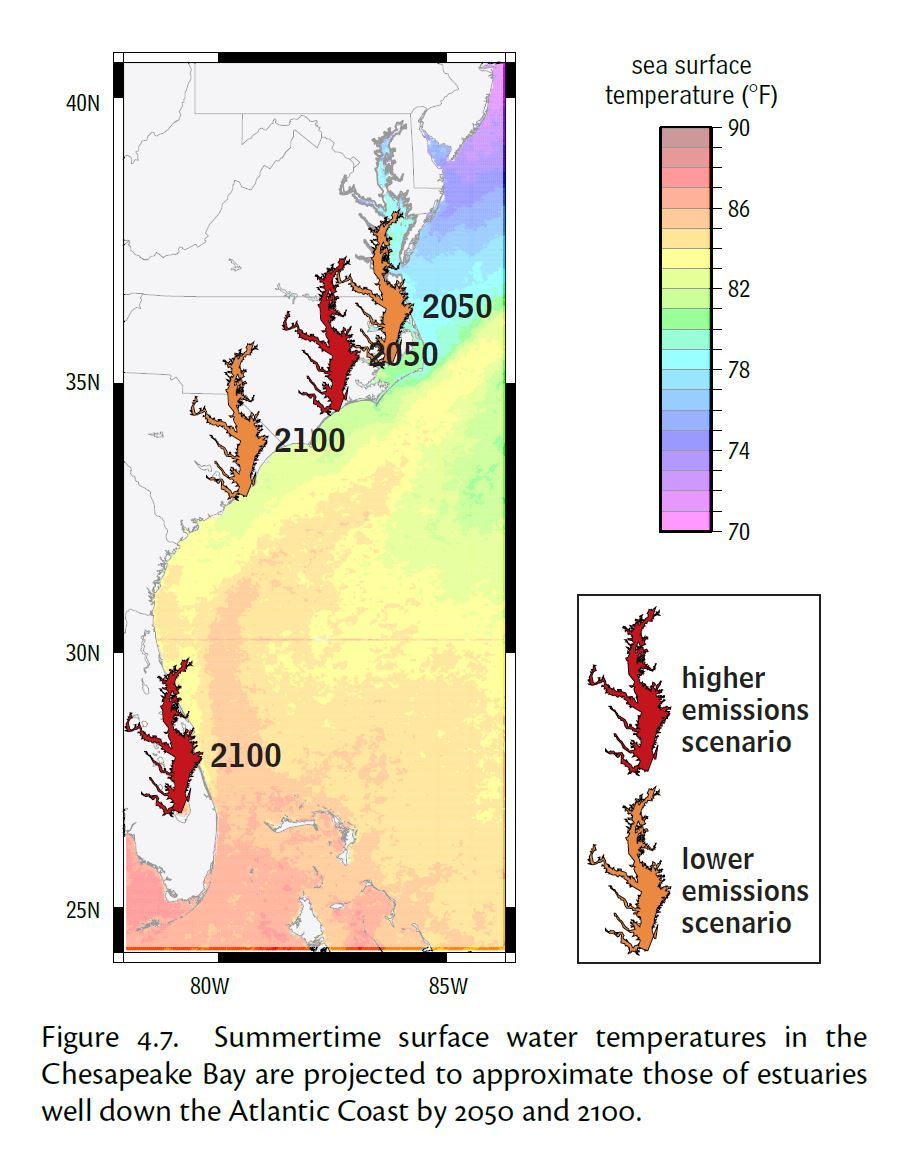 sea surface
temperature (°F)
40N
90
86
82
2050
78
2050
35N
2100
74
70
30N
higher
emissions
scenario
2100
lower
emissions
scenario
25N
80W
85W
Figure 4.7. Summertime surface water temperatures in the
Chesapeake Bay are projected to approximate those of estuaries
well down the Atlantic Coast by 2050 and 2100.